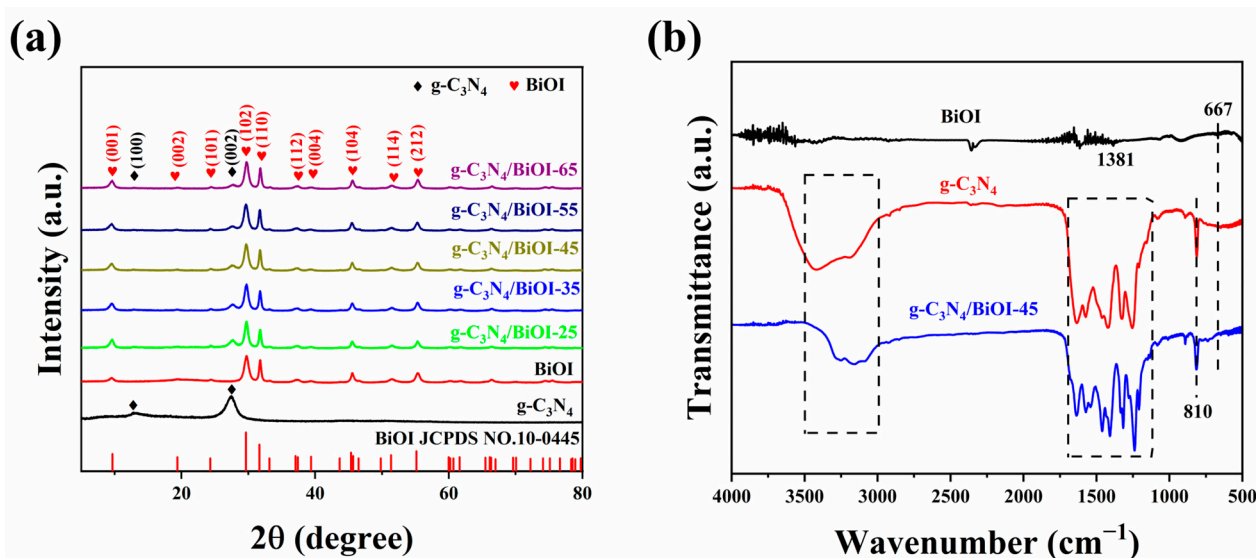 (a)
♦ g-C₃N₄ ♥ BiOI
(001)
(100)
(002)
(101)
(002)
(102)
(110)
(112)
(004)
(104)
(114)
(212)
g-C₃N₄/BiOI-65
g-C₃N₄/BiOI-55
g-C₃N₄/BiOI-45
g-C₃N₄/BiOI-35
g-C₃N₄/BiOI-25
BiOI
g-C₃N₄
BiOI JCPDS NO.10-0445
Intensity (a.u.)
20 40 60 80
2θ (degree)
(b)
667
BiOI
1381
g-C₃N₄
g-C₃N₄/BiOI-45
810
Transmittance (a.u.)
4000 3500 3000 2500 2000 1500 1000 500
Wavenumber (cm⁻¹)